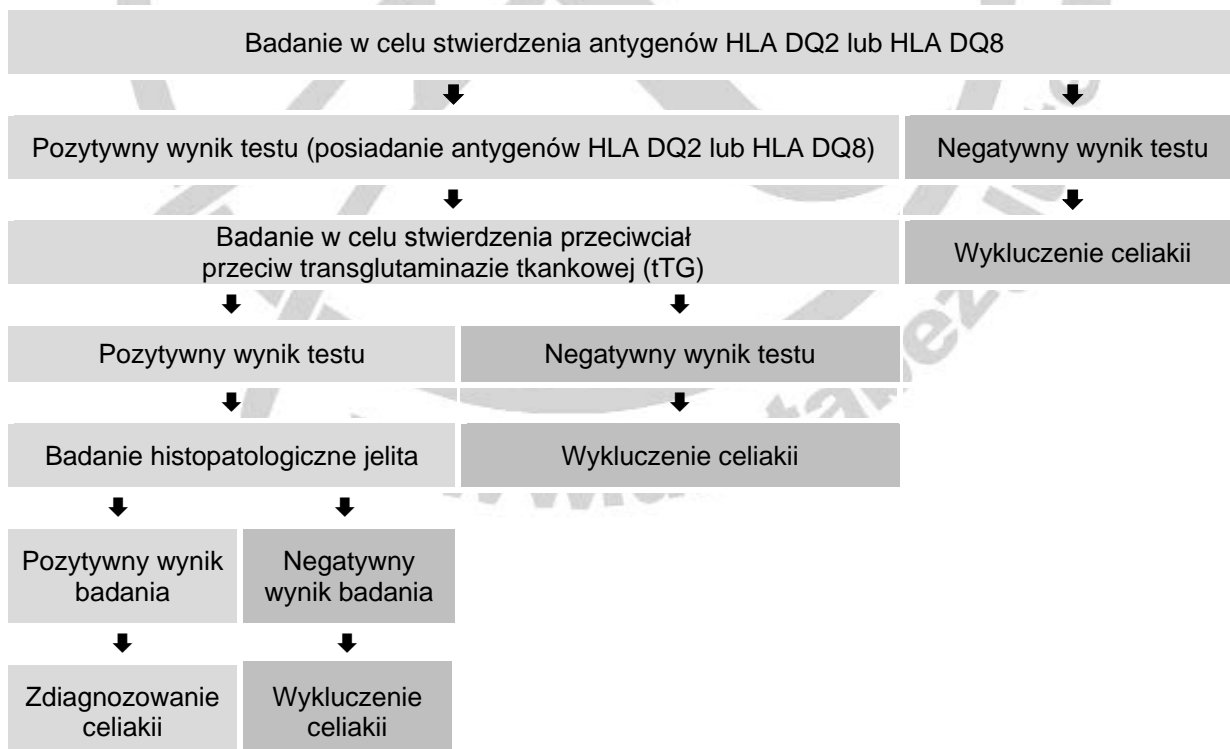 Badanie w celu stwierdzenia antygenów HLA DQ2 lub HLA DQ8
Pozytywny wynik testu (posiadanie antygenów HLA DQ2 lub HLA DQ8)
Negatywny wynik testu
Badanie w celu stwierdzenia przeciwciał
przeciw transglutaminazie tkankowej (tTG)
Wykluczenie celiakii
Pozytywny wynik testu
Negatywny wynik testu
Badanie histopatologiczne jelita
Wykluczenie celiakii
Pozytywny wynik
badania
Negatywny
wynik badania
Zdiagnozowanie
celiakii
Wykluczenie
celiakii